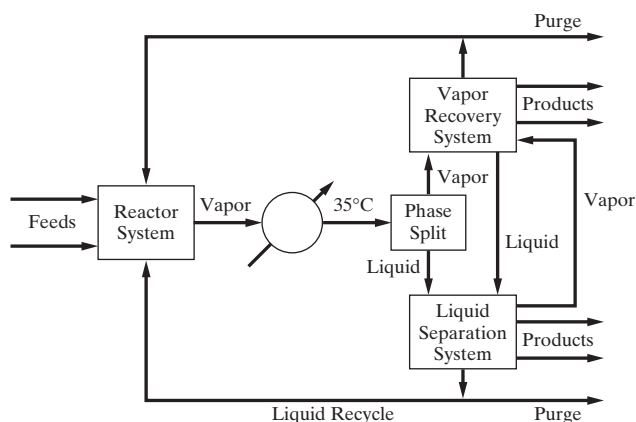 Purge
Vapor
Recovery
System
Products
Vapor
Vapor
35°C
Vapor
Feeds
Reactor
System
Phase
Split
Liquid
Liquid
Liquid
Separation
System
Products
Liquid Recycle
Purge